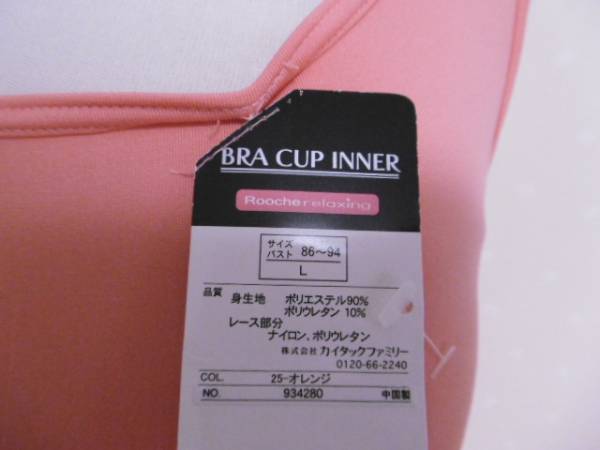 BRA CUP INNER
Rooche relaxing
サイズ
バスト 86〜94
L
品質 身生地 ポリエステル90%
ポリウレタン 10%
レース部分
ナイロン、ポリウレタン
株式会社 カイタックファミリー
0120-66-2240
COL. 25-オレンジ
NO. 934280 中国製